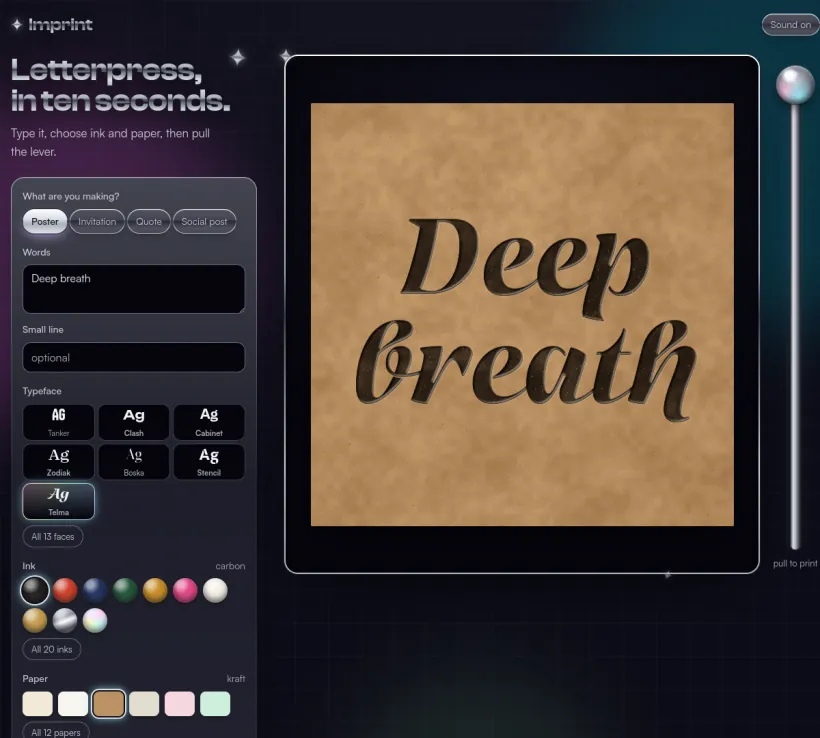 Imprint
Sound on
Letterpress,
in ten seconds.
Type it, choose ink and paper, then pull
the lever.
What are you making?
Poster Invitation Quote Social post
Words
Deep breath
Small line
optional
Typeface
AG Ag Ag
Tanker Clash Cabinet
Ag Ag Ag
Zodiak Boska Stencil
Ag
Telma
All 13 faces
Ink carbon
All 20 inks
Paper kraft
All 12 papers
Deep
breath
pull to print